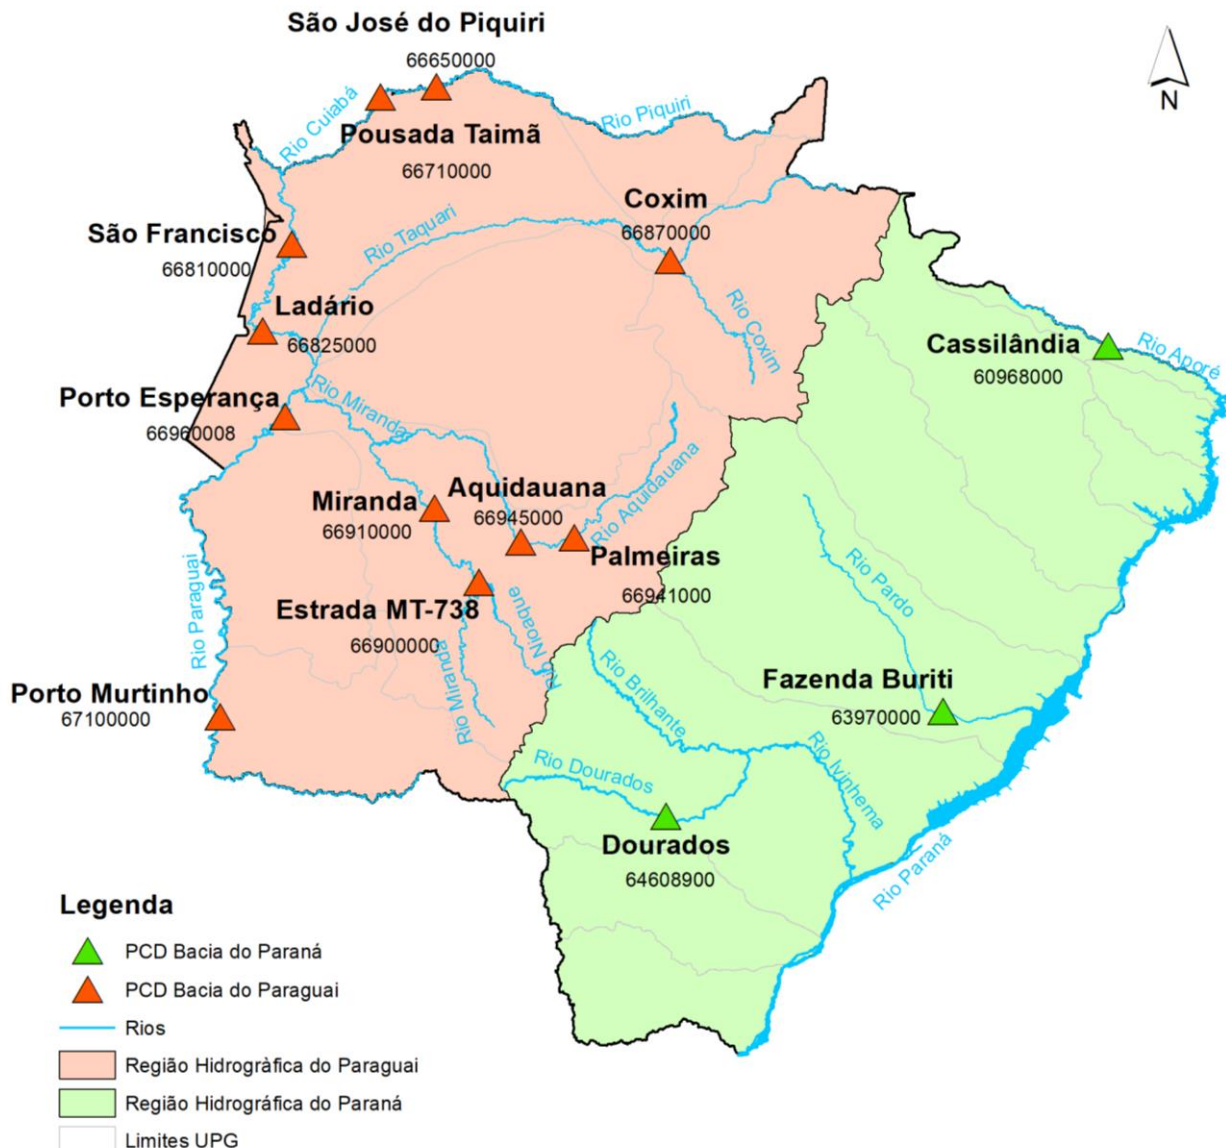 São José do Piquiri
66650000
N
Rio Cuiabá
Rio Piquiri
Pousada Taimã
66710000
Coxim
66870000
São Francisco
66810000
Rio Taquari
Ladário
66825000
Rio Coxim
Cassilândia
60968000
Rio Aporé
Porto Esperança
66960008
Rio Miranda
Miranda
66910000
Aquidauana
66945000
Rio Aquidauana
Palmeiras
66941000
Rio Pardo
Rio Paraguai
Estrada MT-738
66900000
Rio Nioaque
Rio Miranda
Porto Murtinho
67100000
Rio Brilhante
Fazenda Buriti
63970000
Rio Dourados
Rio Ivinhema
Dourados
64608900
Rio Paraná
Legenda
PCD Bacia do Paraná
PCD Bacia do Paraguai
Rios
Região Hidrogràfica do Paraguai
Região Hidrográfica do Paraná
Limites UPG